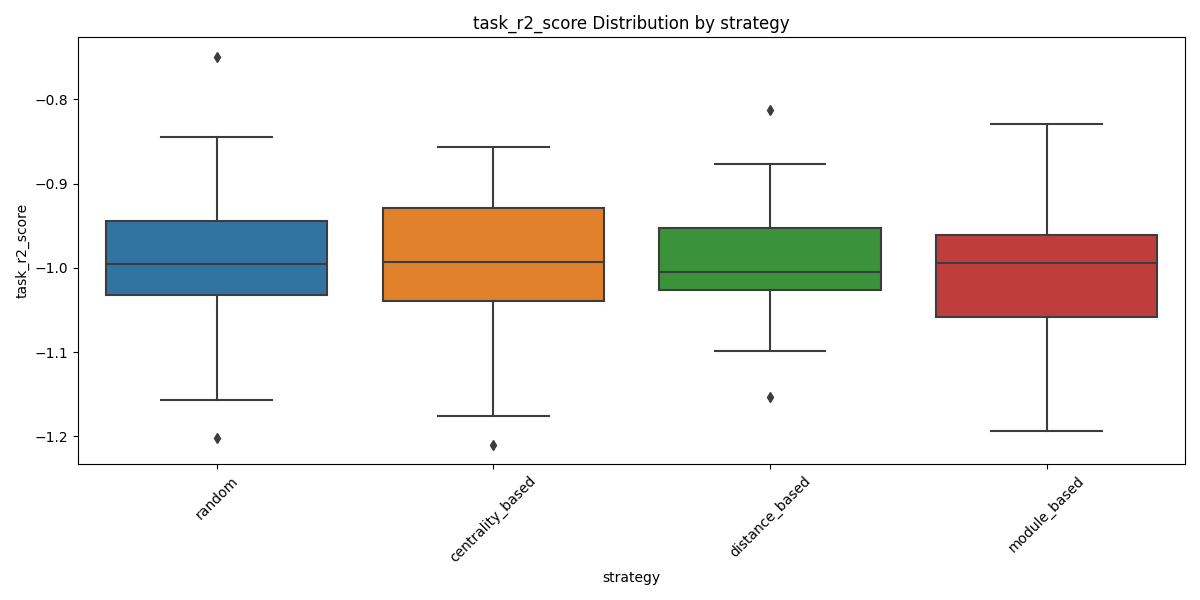 task_r2_score Distribution by strategy
task_r2_score
−0.8
−0.9
−1.0
−1.1
−1.2
random
centrality_based
distance_based
module_based
strategy